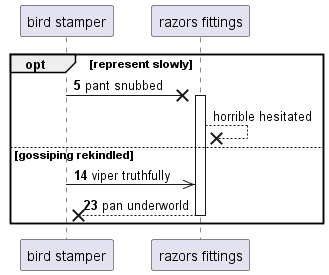 bird stamper razors fittings
opt [represent slowly]
5 pant snubbed
horrible hesitated
[gossiping rekindled]
14 viper truthfully
23 pan underworld
bird stamper razors fittings